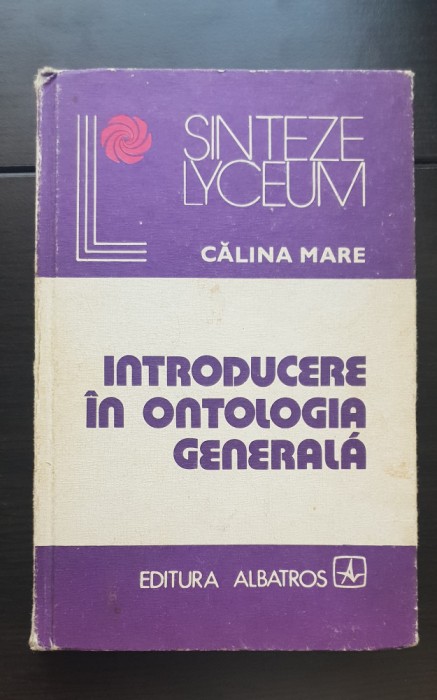 SINTEZE
LYCEUM
CĂLINA MARE
INTRODUCERE
ÎN ONTOLOGIA
GENERALĂ
EDITURA ALBATROS